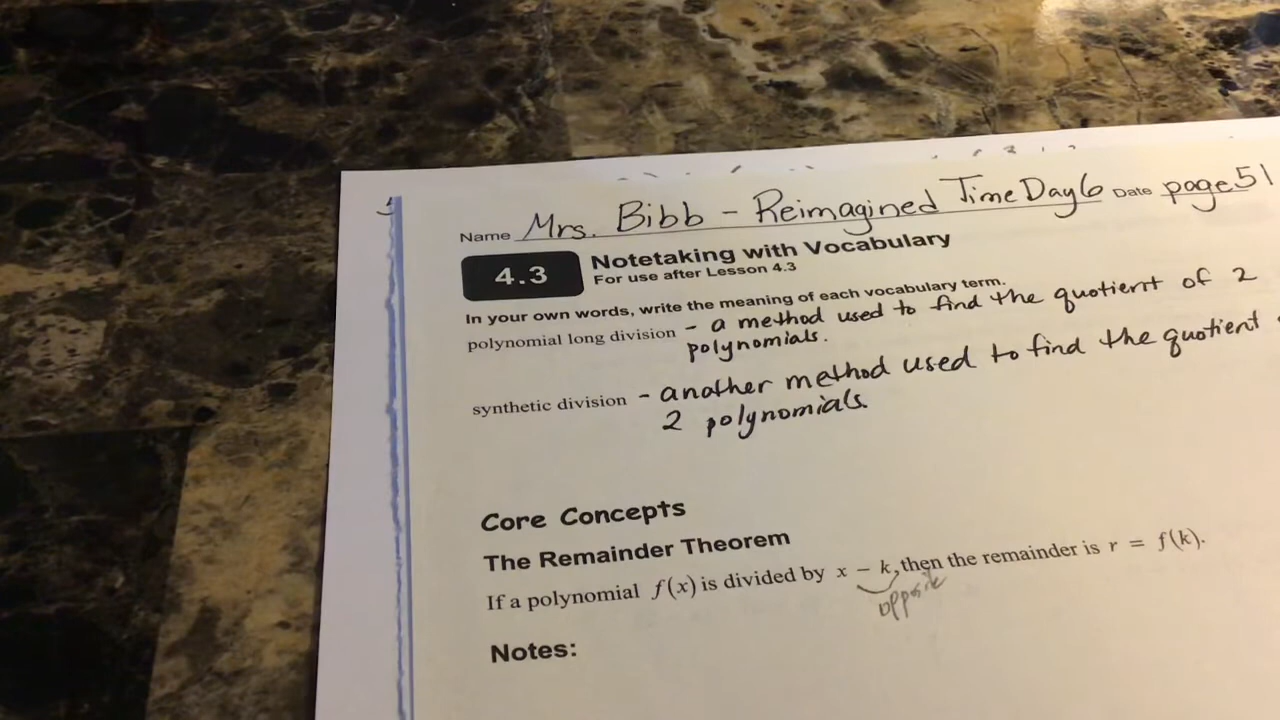 Name Mrs. Bibb - Reimagined Time Day 6 Date page 51
4.3 Notetaking with Vocabulary
For use after Lesson 4.3
In your own words, write the meaning of each vocabulary term.
polynomial long division - a method used to find the quotient of 2
polynomials.
synthetic division - another method used to find the quotient
2 polynomials
Core Concepts
The Remainder Theorem
If a polynomial f(x) is divided by x − k, then the remainder is r = f(k).
opposite
Notes: